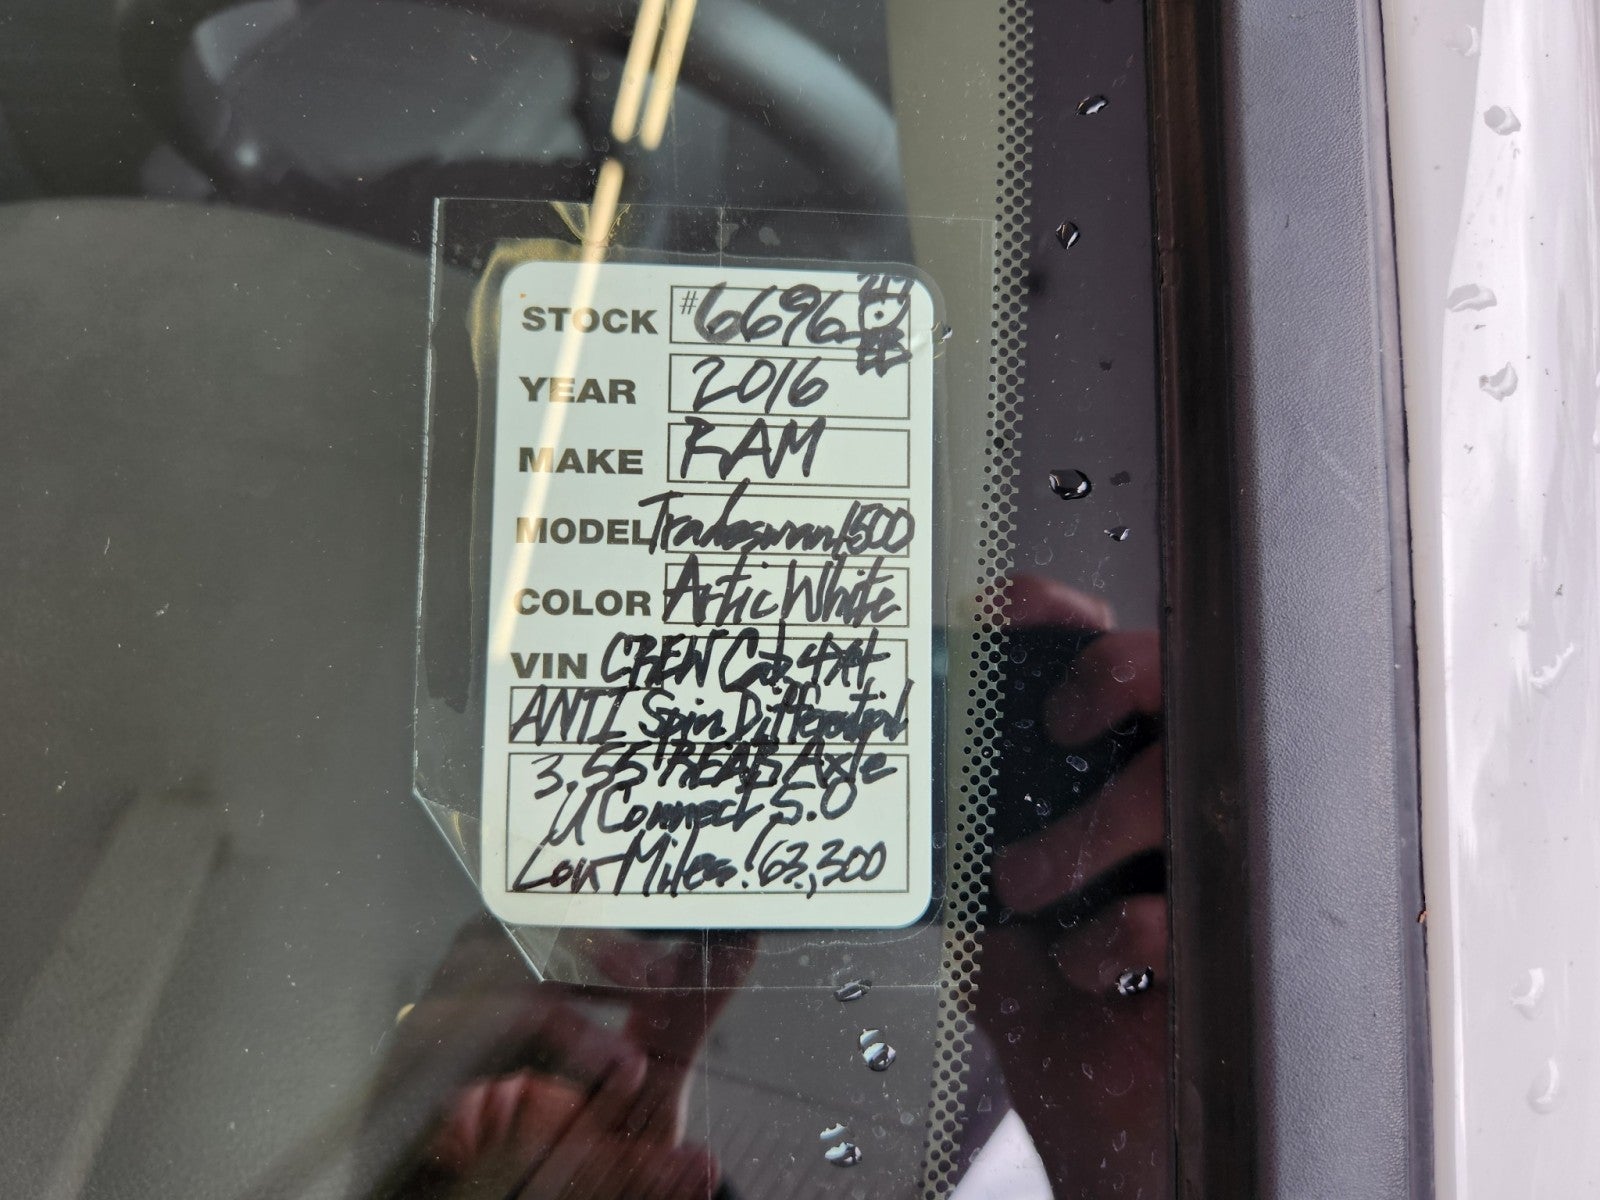 STOCK #6696
YEAR 2016
MAKE RAM
MODEL Tradesman 1500
COLOR Artic White
VIN CREW Cab 4x4
ANTI Spin Differential
3.55 REAR Axle
U Connect 5.0
Low Miles! 63,300